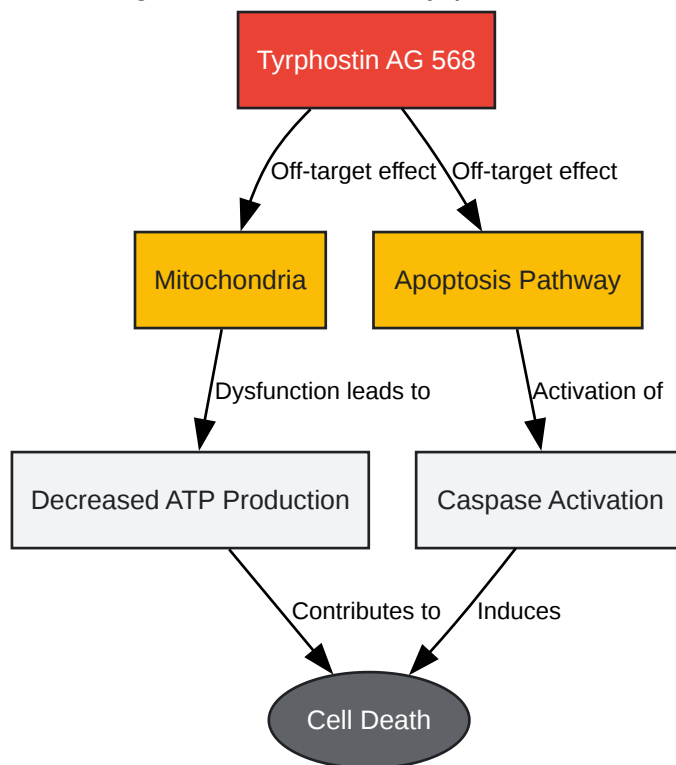 Tyrphostin AG 568
Off-target effect Off-target effect
Mitochondria Apoptosis Pathway
Dysfunction leads to Activation of
Decreased ATP Production Caspase Activation
Contributes to Induces
Cell Death